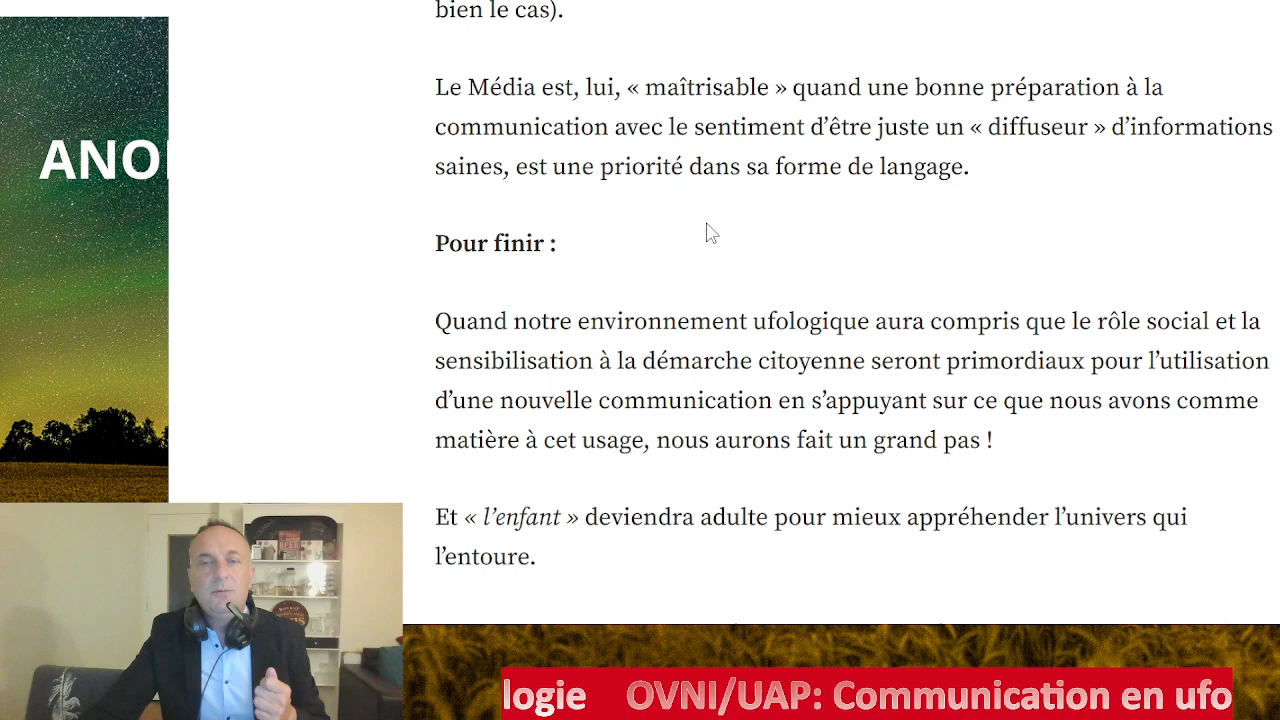 bien le cas).
Le Média est, lui, « maîtrisable » quand une bonne préparation à la
communication avec le sentiment d’être juste un « diffuseur » d’informations
saines, est une priorité dans sa forme de langage.
ANO
Pour finir :
Quand notre environnement ufologique aura compris que le rôle social et la
sensibilisation à la démarche citoyenne seront primordiaux pour l’utilisation
d’une nouvelle communication en s’appuyant sur ce que nous avons comme
matière à cet usage, nous aurons fait un grand pas !
Et « l’enfant » deviendra adulte pour mieux appréhender l’univers qui
l’entoure.
logie OVNI/UAP: Communication en ufo